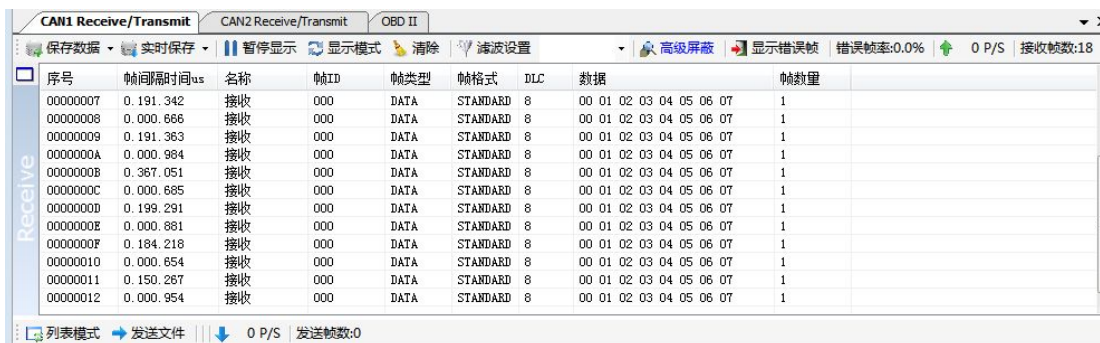 CAN1 Receive/Transmit CAN2 Receive/Transmit OBD II
保存数据 实时保存 暂停显示 显示模式 清除 滤波设置 高级屏蔽 显示错误帧 错误帧率:0.0% 0 P/S 接收帧数:18
序号 帧间隔时间us 名称 帧ID 帧类型 帧格式 DLC 数据 帧数量
00000007 0.191.342 接收 000 DATA STANDARD 8 00 01 02 03 04 05 06 07 1
00000008 0.000.666 接收 000 DATA STANDARD 8 00 01 02 03 04 05 06 07 1
00000009 0.191.363 接收 000 DATA STANDARD 8 00 01 02 03 04 05 06 07 1
0000000A 0.000.984 接收 000 DATA STANDARD 8 00 01 02 03 04 05 06 07 1
0000000B 0.367.051 接收 000 DATA STANDARD 8 00 01 02 03 04 05 06 07 1
0000000C 0.000.685 接收 000 DATA STANDARD 8 00 01 02 03 04 05 06 07 1
0000000D 0.199.291 接收 000 DATA STANDARD 8 00 01 02 03 04 05 06 07 1
0000000E 0.000.881 接收 000 DATA STANDARD 8 00 01 02 03 04 05 06 07 1
0000000F 0.184.218 接收 000 DATA STANDARD 8 00 01 02 03 04 05 06 07 1
00000010 0.000.654 接收 000 DATA STANDARD 8 00 01 02 03 04 05 06 07 1
00000011 0.150.267 接收 000 DATA STANDARD 8 00 01 02 03 04 05 06 07 1
00000012 0.000.954 接收 000 DATA STANDARD 8 00 01 02 03 04 05 06 07 1
Receive
列表模式 发送文件 0 P/S 发送帧数:0